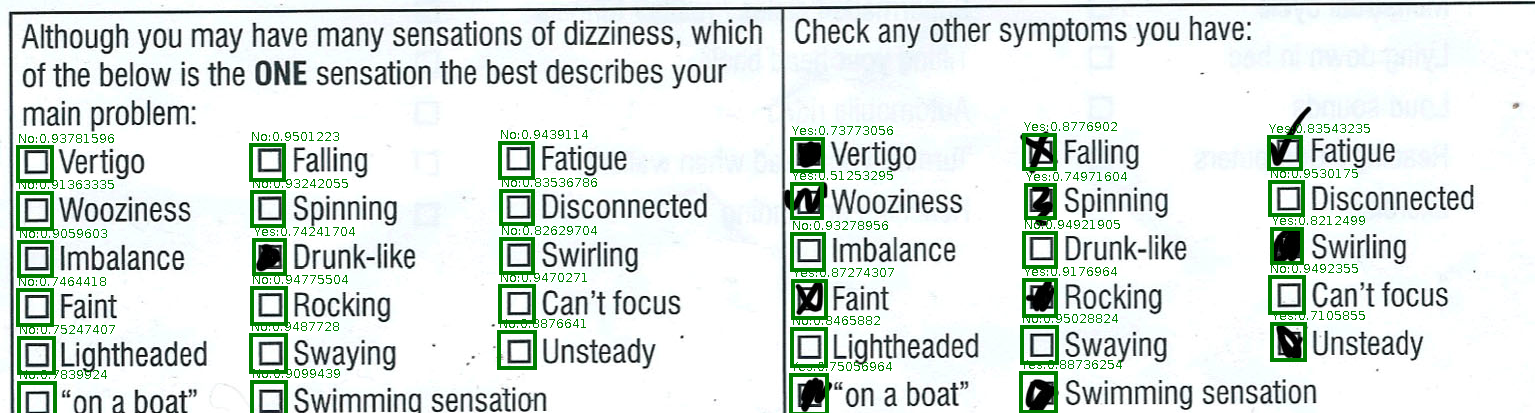 Although you may have many sensations of dizziness, which
of the below is the ONE sensation the best describes your
main problem:
No:0.93781596 No:0.9501223 No:0.9439114
Vertigo Falling Fatigue
No:0.91363335 No:0.93242055 No:0.83536786
Wooziness Spinning Disconnected
No:0.9059603 Yes:0.74241704 No:0.82629704
Imbalance Drunk-like Swirling
No:0.7464418 No:0.94775504 No:0.9470271
Faint Rocking Can't focus
No:0.75247407 No:0.9487728 No:0.8876641
Lightheaded Swaying Unsteady
No:0.7839924 No:0.9099439
"on a boat" Swimming sensation
Check any other symptoms you have:
Yes:0.73773056 Yes:0.8776902 Yes:0.83543235
Vertigo Falling Fatigue
Yes:0.51253295 Yes:0.74971604 No:0.9530175
Wooziness Spinning Disconnected
No:0.93278956 No:0.94921905 Yes:0.8212499
Imbalance Drunk-like Swirling
Yes:0.87274307 Yes:0.9176964 No:0.9492355
Faint Rocking Can't focus
No:0.8465882 No:0.95028824 Yes:0.7105855
Lightheaded Swaying Unsteady
Yes:0.75056964 Yes:0.88736254
"on a boat" Swimming sensation